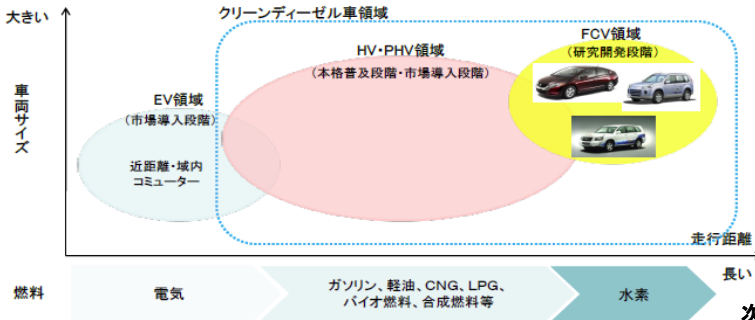 大きい
クリーンディーゼル車領域
車両サイズ
EV領域
(市場導入段階)
近距離・域内
コミューター
HV・PHV領域
(本格普及段階・市場導入段階)
FCV領域
(研究開発段階)
走行距離
長い
燃料
電気
ガソリン、軽油、CNG、LPG、
バイオ燃料、合成燃料等
水素